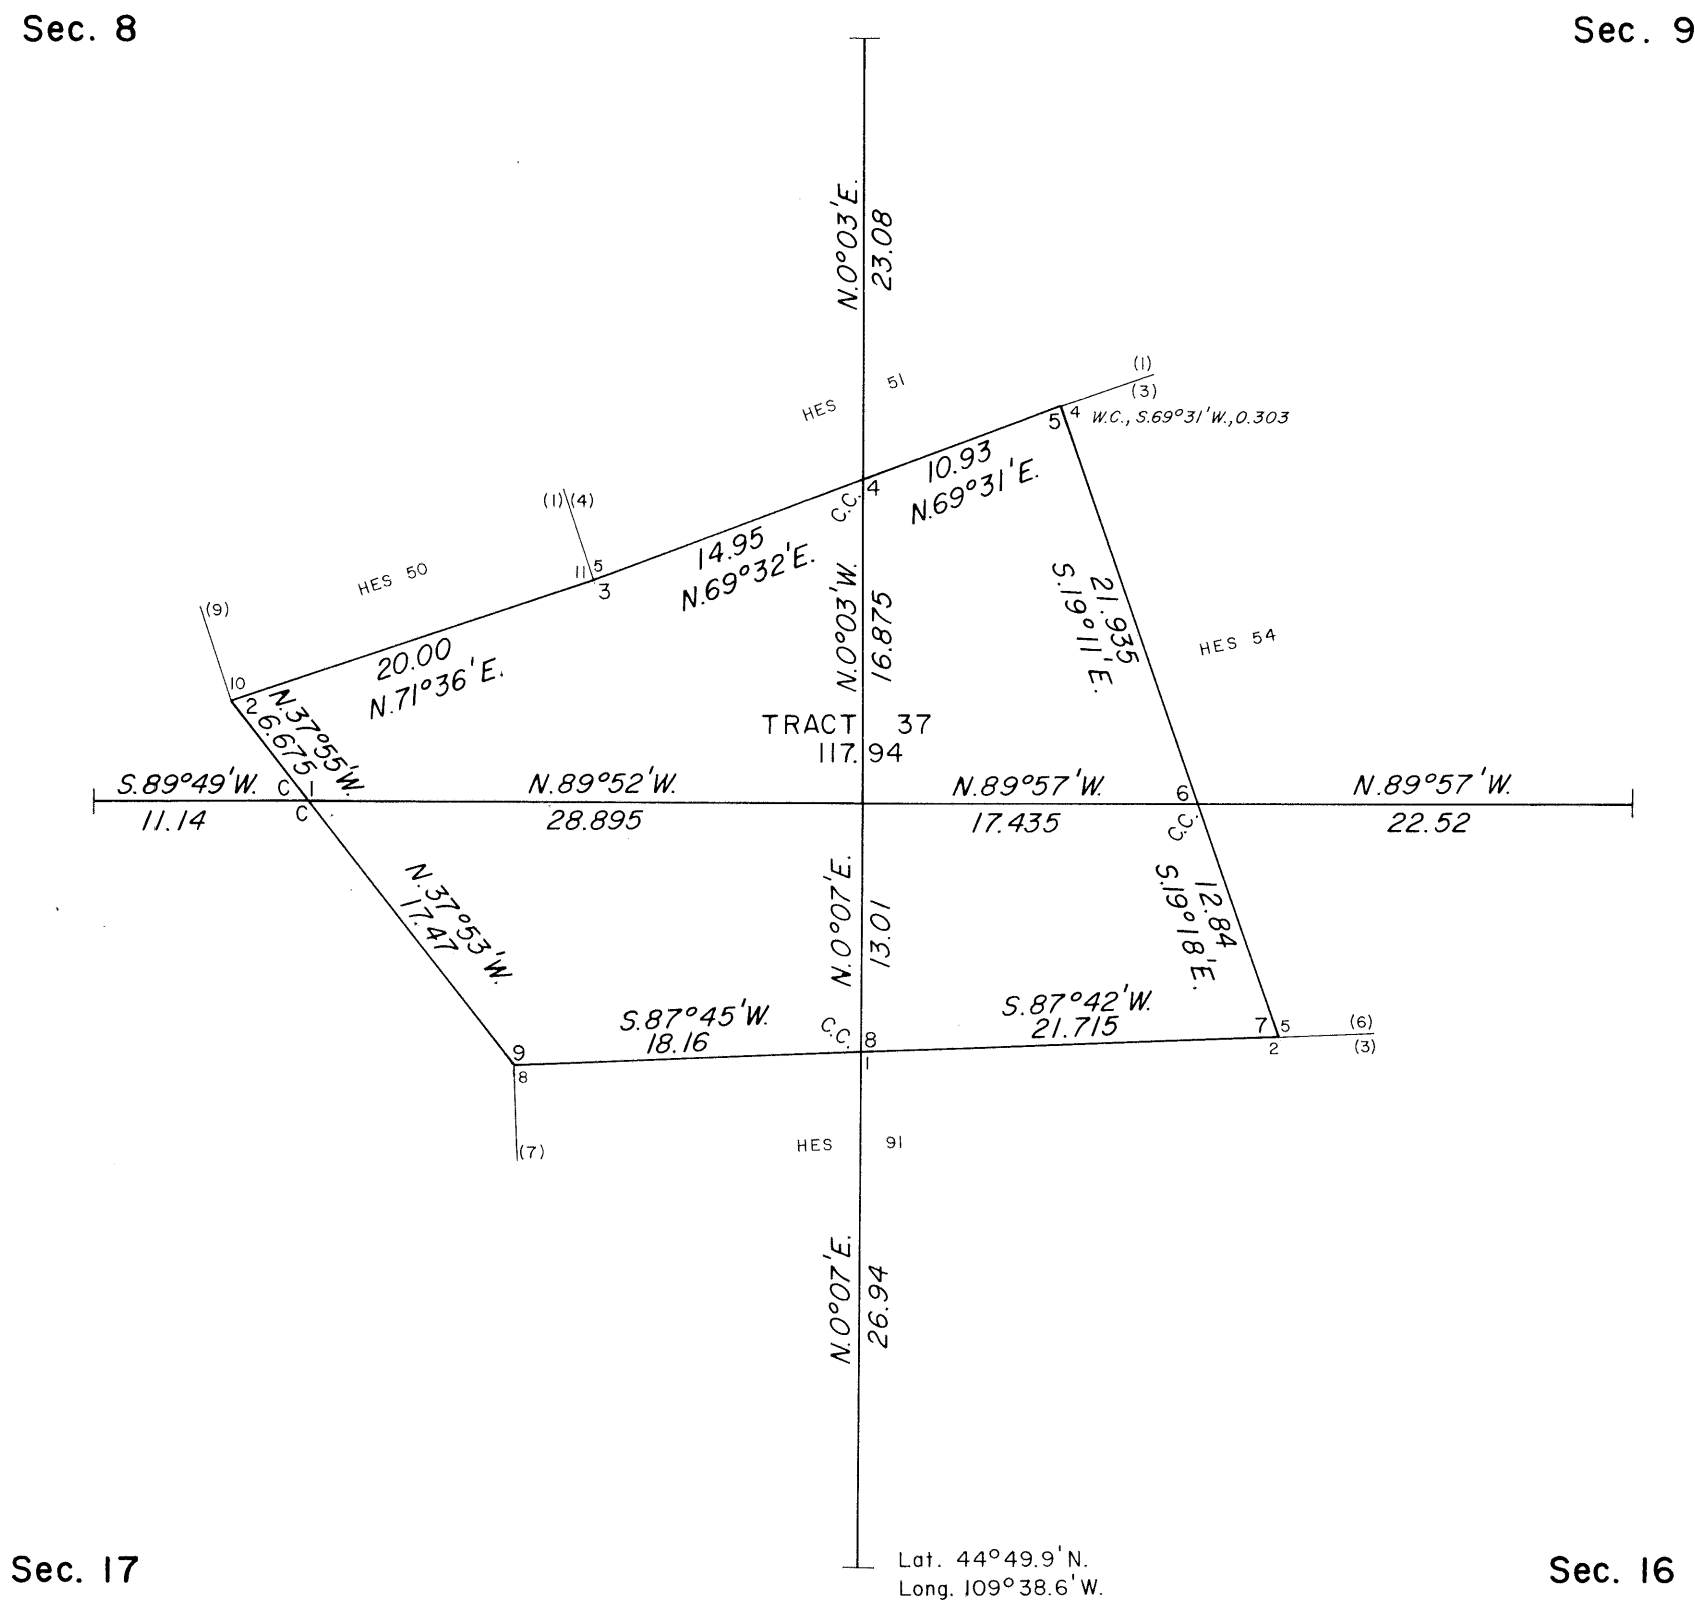 Sec. 8
Sec. 9
N.0°03'E.
23.08
(1)
(3)
HES 51
5
4
W.C., S.69°31'W., 0.303
10.93
N.69°31'E.
4
C.C.
(1) (4)
14.95
N.69°32'E.
HES 50
11
5
3
(9)
20.00
N.71°36'E.
N.0°03'W.
16.875
21.935
S.19°11'E.
HES 54
10
2
N.37°55'W.
6.675
TRACT 37
117.94
S.89°49'W.
C
1
N.89°52'W.
N.89°57'W.
6
N.89°57'W.
11.14
C
28.895
17.435
C.C.
22.52
N.37°53'W.
17.47
N.0°07'E.
13.01
12.84
S.19°18'E.
S.87°45'W.
18.16
C.C.
8
1
S.87°42'W.
21.715
7
5
2
(6)
(3)
9
8
(7)
HES 91
N.0°07'E.
26.94
Lat. 44°49.9'N.
Long. 109°38.6'W.
Sec. 17
Sec. 16